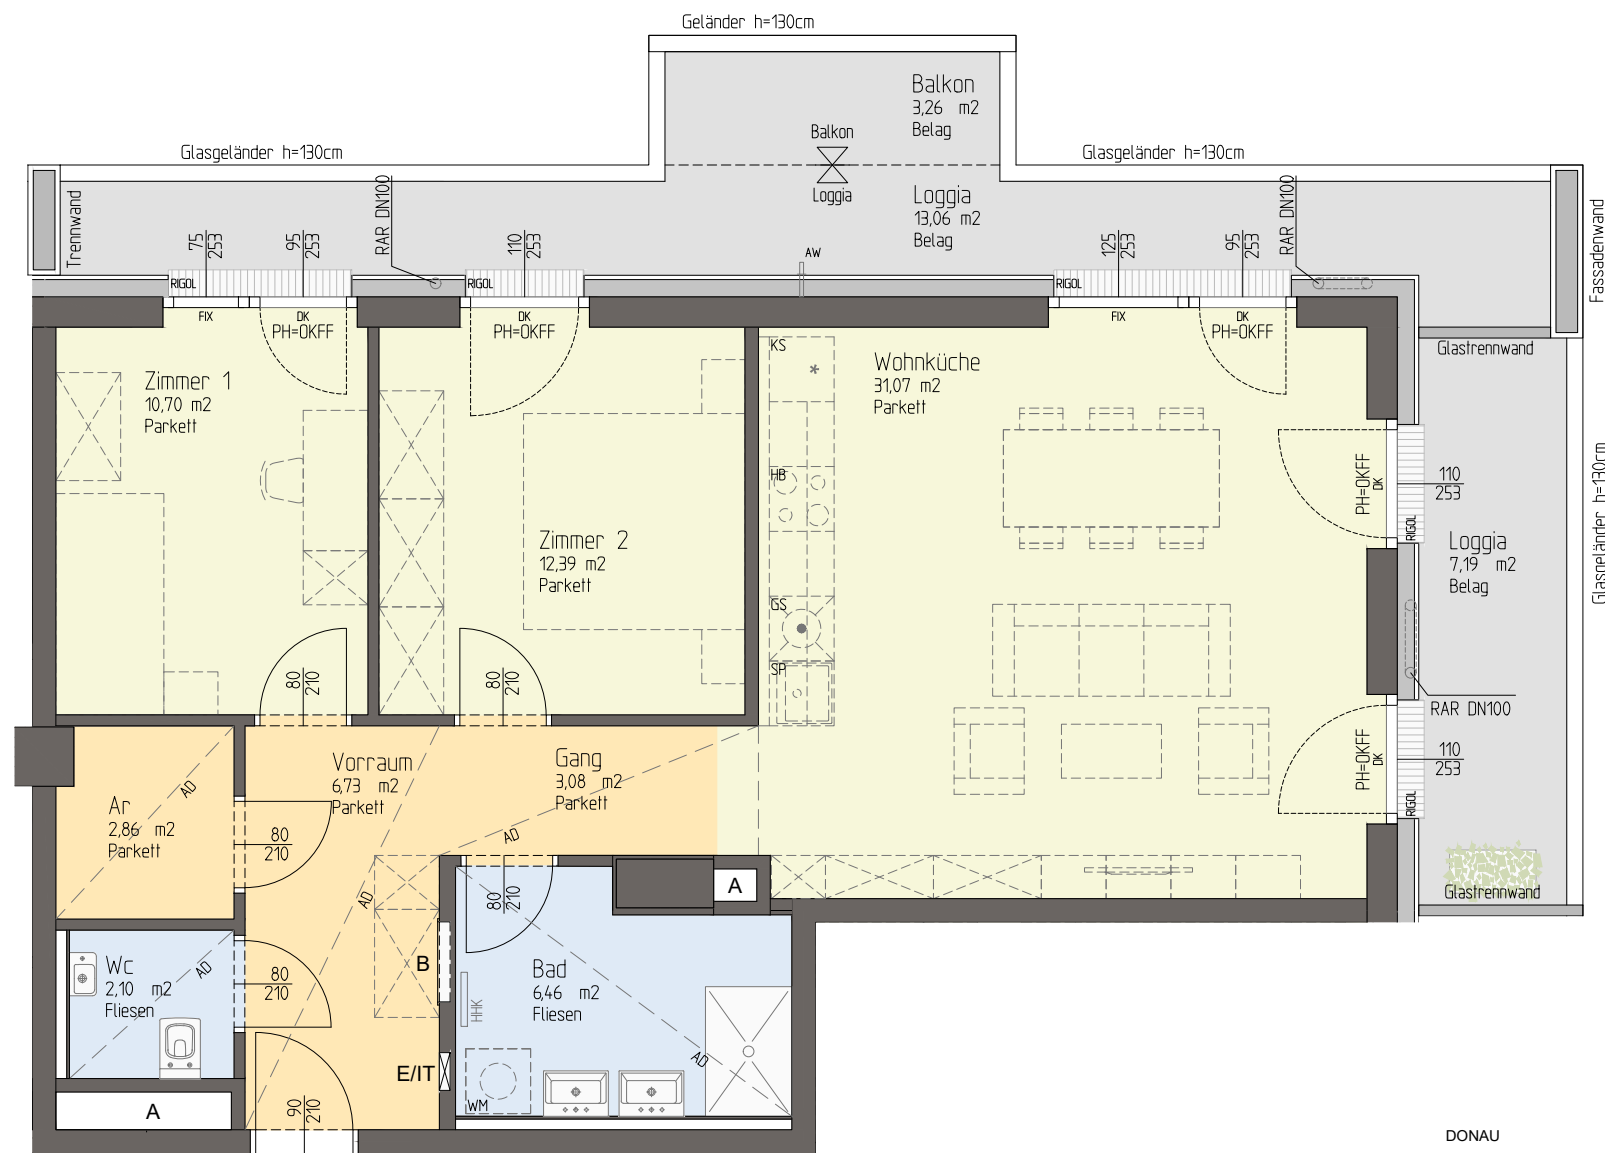 Geländer h=130cm
Balkon
3,26 m2
Belag
Glasgeländer h=130cm
Balkon
Loggia
Glasgeländer h=130cm
Trennwand
RAR DN100
Loggia
13,06 m2
Belag
RAR DN100
Fassadenwand
75
253
95
253
110
253
AW
125
253
95
253
RIGOL
RIGOL
RIGOL
FIX
DK
PH=OKFF
DK
PH=OKFF
FIX
DK
PH=OKFF
Glastrennwand
Zimmer 1
10,70 m2
Parkett
KS
*
Wohnküche
31,07 m2
Parkett
HB
PH=OKFF
DK
110
253
RIGOL
Glasgeländer h=130cm
Zimmer 2
12,39 m2
Parkett
Loggia
7,19 m2
Belag
GS
SP
80
210
80
210
RAR DN100
Vorraum
6,73 m2
Parkett
Gang
3,08 m2
Parkett
PH=OKFF
DK
110
253
RIGOL
Ar
2,86 m2
Parkett
AD
AD
80
210
80
210
A
AD
Glastrennwand
Wc
2,10 m2
Fliesen
AD
80
210
B
HHK
Bad
6,46 m2
Fliesen
AD
E/IT
WM
A
90
210
DONAU